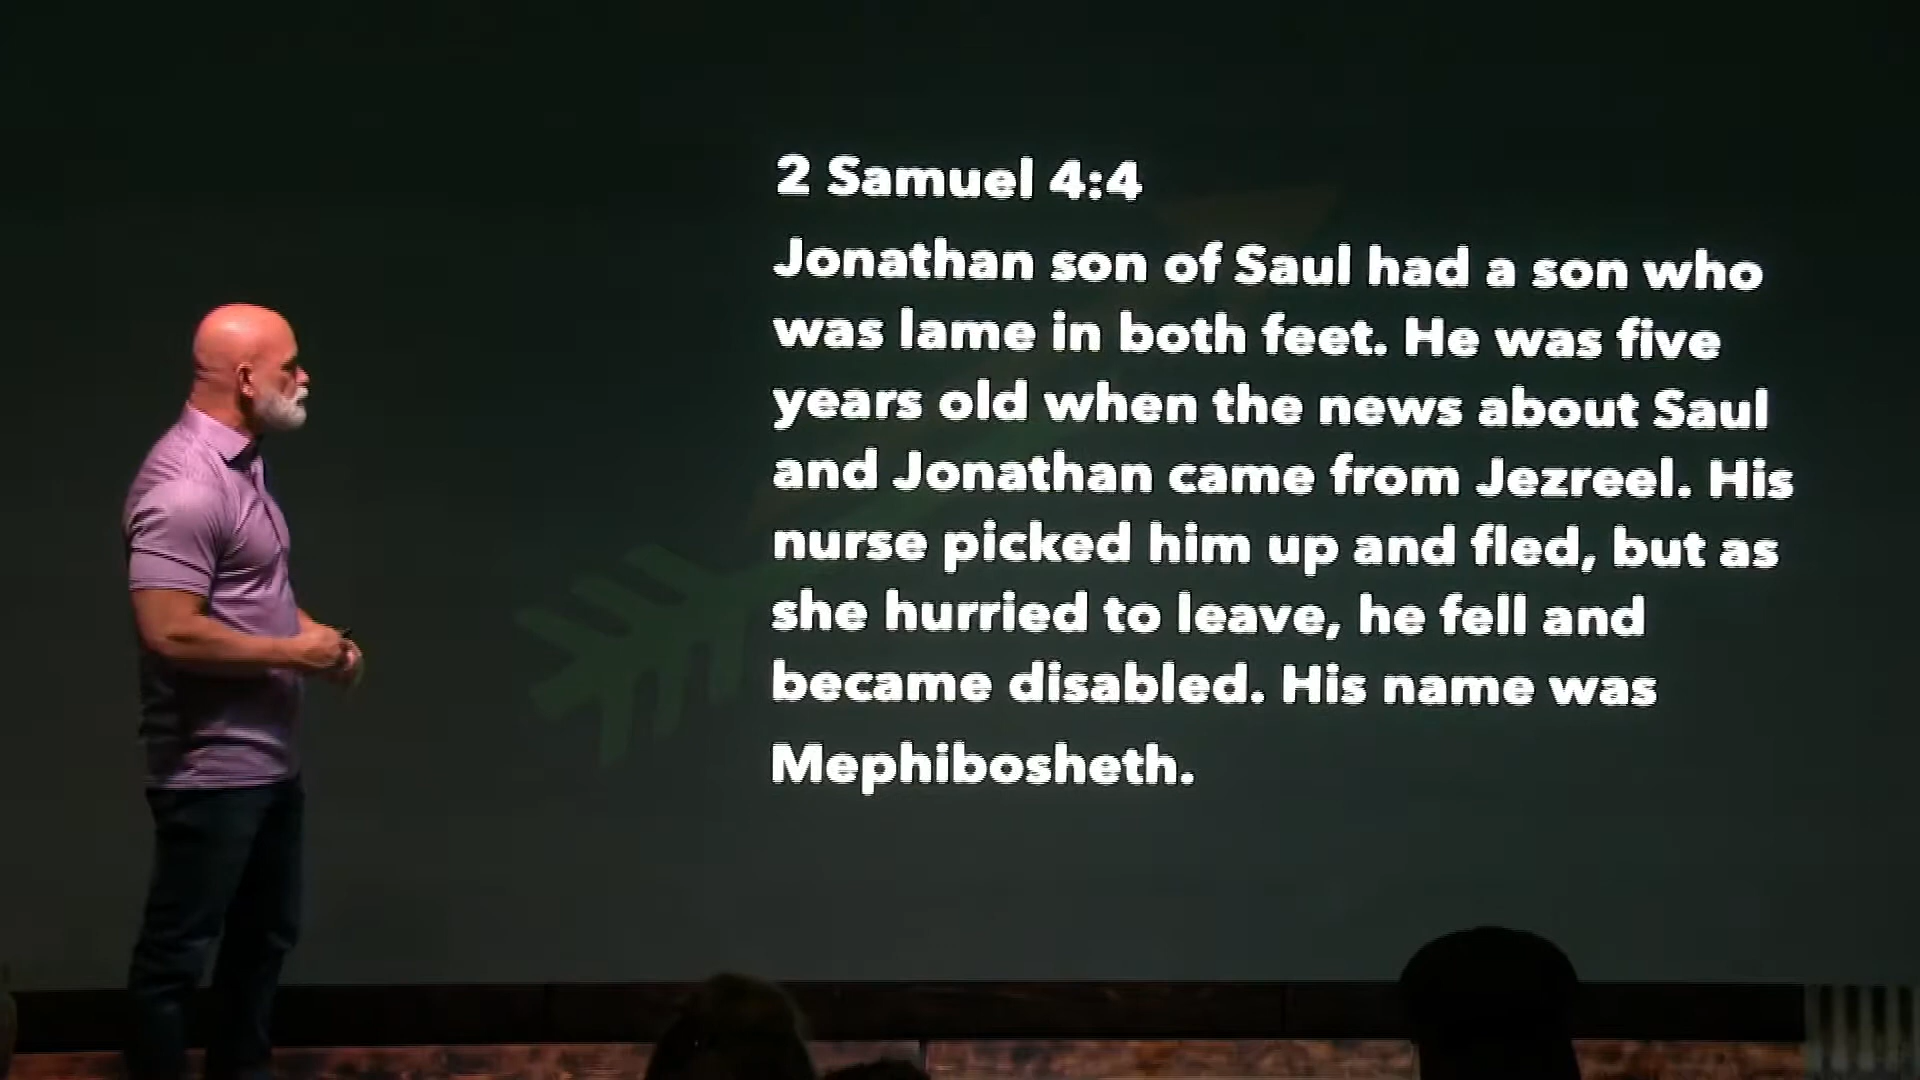 2 Samuel 4:4
Jonathan son of Saul had a son who
was lame in both feet. He was five
years old when the news about Saul
and Jonathan came from Jezreel. His
nurse picked him up and fled, but as
she hurried to leave, he fell and
became disabled. His name was
Mephibosheth.